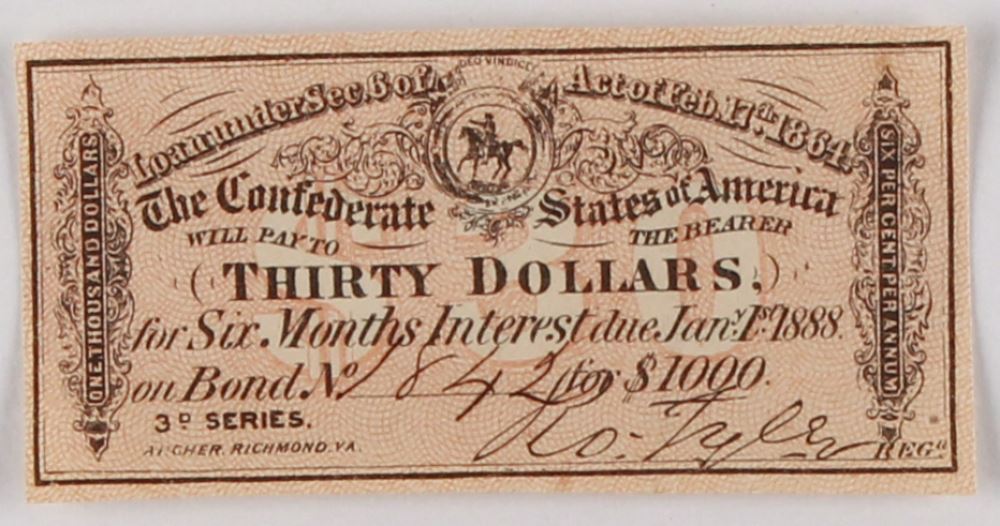 DEO VINDICE
Loan under Sec. 6 of Act of Feb. 17th 1864
The Confederate States of America
WILL PAY TO THE BEARER
THIRTY DOLLARS,
for Six Months Interest due Jany. 1st 1888.
on Bond No 1842 for $1000.
3D SERIES.
ARCHER, RICHMOND VA.
Ro. Tyler
REGR
ONE THOUSAND DOLLARS
SIX PER CENT PER ANNUM
$30